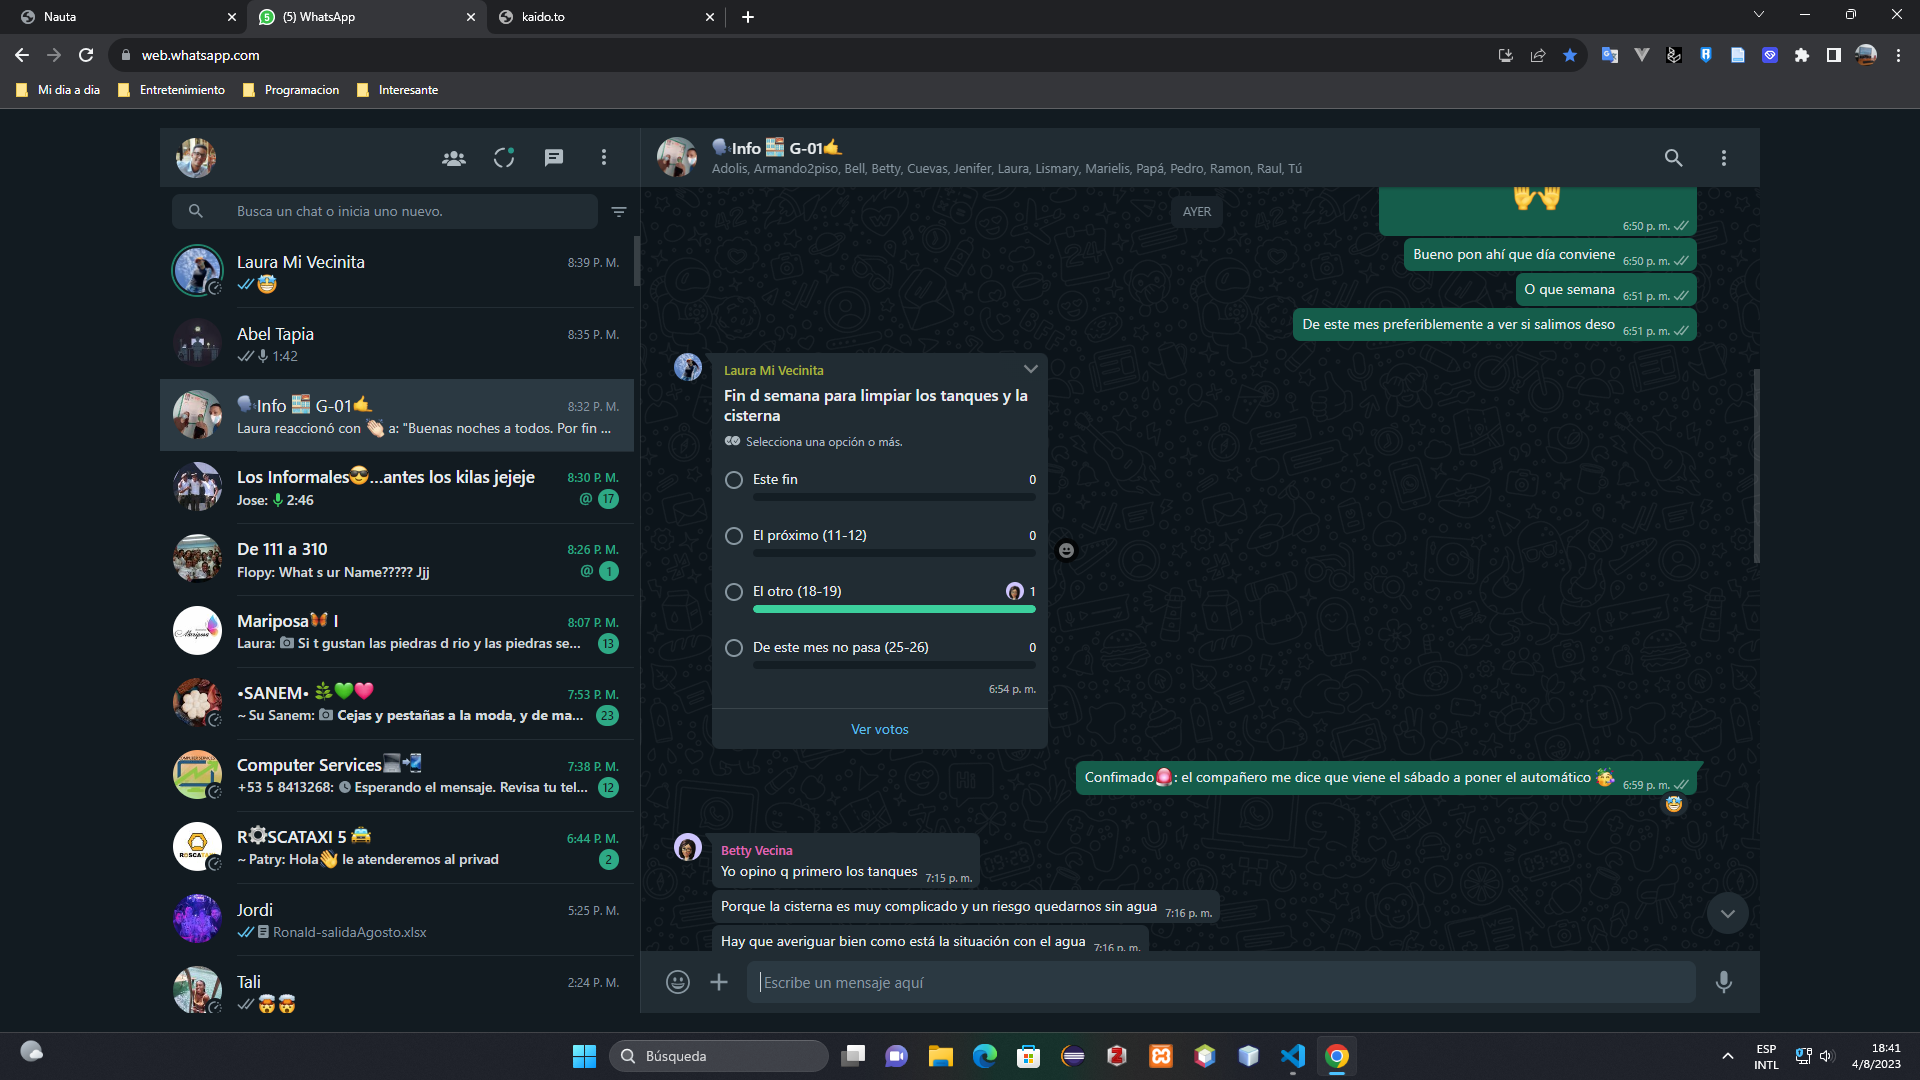 Nauta
(5) WhatsApp
kaido.to
web.whatsapp.com
Mi dia a dia
Entretenimiento
Programacion
Interesante
Busca un chat o inicia uno nuevo.
Laura Mi Vecinita
8:39 P. M.
Abel Tapia
8:35 P. M.
1:42
Info G-01
8:32 P. M.
Laura reaccionó con a: "Buenas noches a todos. Por fin ...
Los Informales...antes los kilas jejeje
8:30 P. M.
Jose: 2:46
@ 17
De 111 a 310
8:26 P. M.
Flopy: What s ur Name????? Jjj
@ 1
Mariposa I
8:07 P. M.
Laura: Si t gustan las piedras d rio y las piedras se...
13
•SANEM•
7:53 P. M.
~ Su Sanem: Cejas y pestañas a la moda, y de ma...
23
Computer Services
7:38 P. M.
+53 5 8413268: Esperando el mensaje. Revisa tu tel...
12
R SCATAXI 5
6:44 P. M.
~ Patry: Hola le atenderemos al privad
2
Jordi
5:25 P. M.
Ronald-salidaAgosto.xlsx
Tali
2:24 P. M.
Info G-01
Adolis, Armando2piso, Bell, Betty, Cuevas, Jenifer, Laura, Lismary, Marielis, Papá, Pedro, Ramon, Raul, Tú
AYER
6:50 p. m.
Bueno pon ahí que día conviene 6:50 p. m.
O que semana 6:51 p. m.
De este mes preferiblemente a ver si salimos deso 6:51 p. m.
Laura Mi Vecinita
Fin d semana para limpiar los tanques y la
cisterna
Selecciona una opción o más.
Este fin 0
El próximo (11-12) 0
El otro (18-19) 1
De este mes no pasa (25-26) 0
6:54 p. m.
Ver votos
Confimado: el compañero me dice que viene el sábado a poner el automático 6:59 p. m.
Betty Vecina
Yo opino q primero los tanques 7:15 p. m.
Porque la cisterna es muy complicado y un riesgo quedarnos sin agua 7:16 p. m.
Hay que averiguar bien como está la situación con el agua 7:16 p. m.
Escribe un mensaje aquí
Búsqueda
ESP
INTL
18:41
4/8/2023